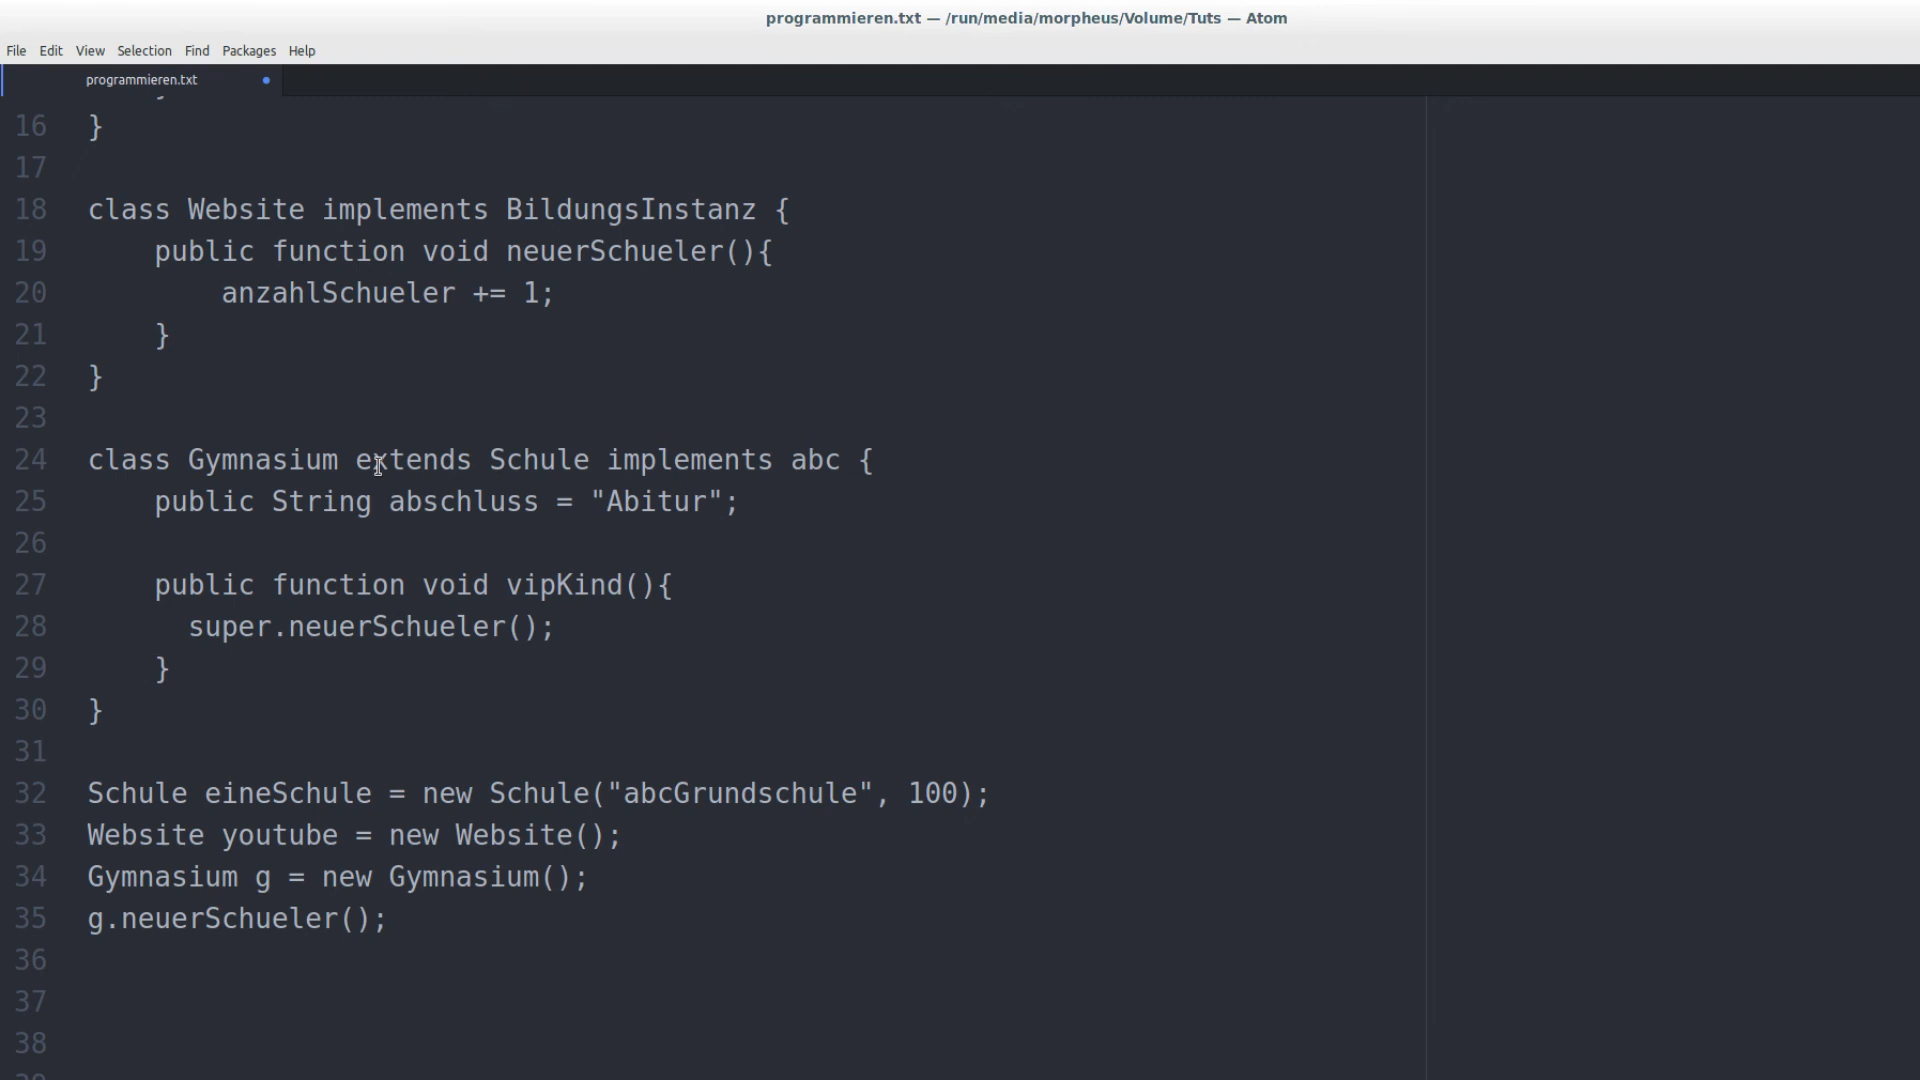 programmieren.txt — /run/media/morpheus/Volume/Tuts — Atom
File Edit View Selection Find Packages Help
programmieren.txt
16 }
17
18 class Website implements BildungsInstanz {
19     public function void neuerSchueler(){
20         anzahlSchueler += 1;
21     }
22 }
23
24 class Gymnasium extends Schule implements abc {
25     public String abschluss = "Abitur";
26
27     public function void vipKind(){
28       super.neuerSchueler();
29     }
30 }
31
32 Schule eineSchule = new Schule("abcGrundschule", 100);
33 Website youtube = new Website();
34 Gymnasium g = new Gymnasium();
35 g.neuerSchueler();
36
37
38